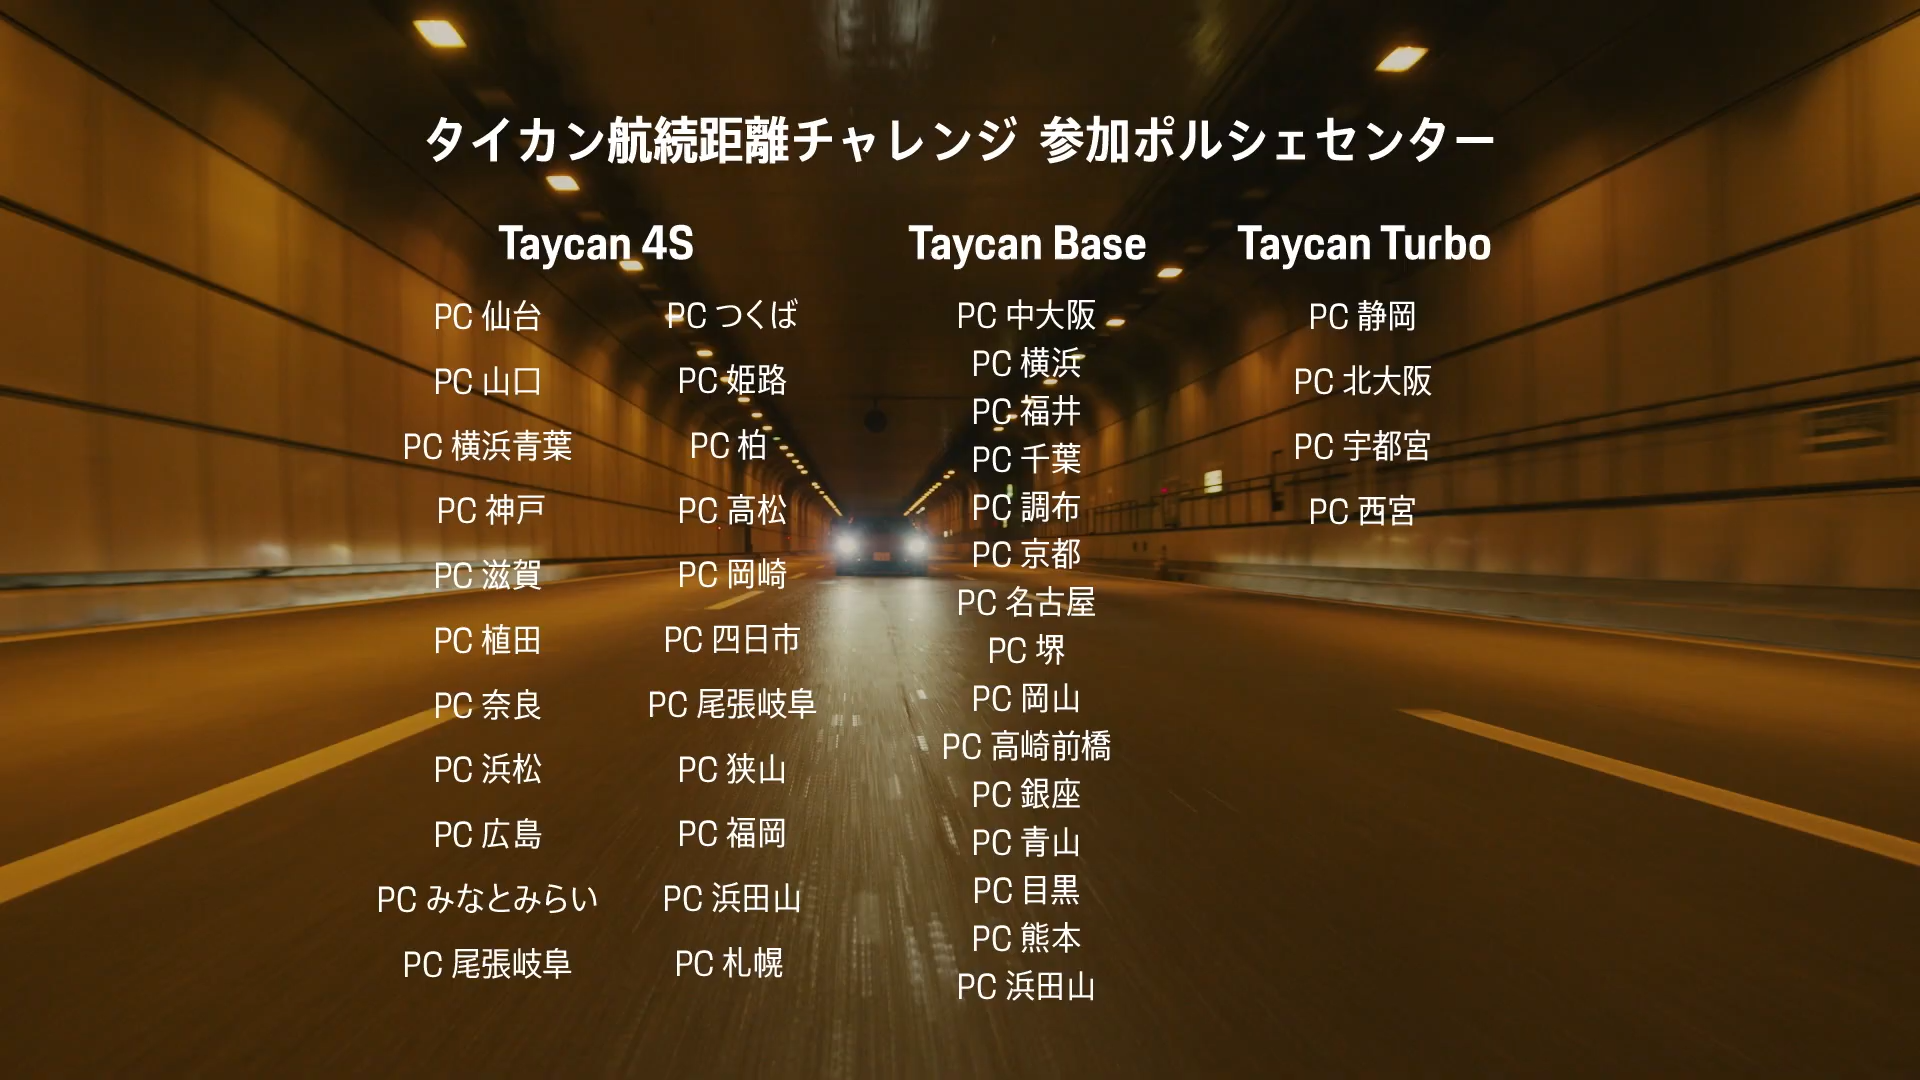 タイカン航続距離チャレンジ 参加ポルシェセンター
Taycan 4S
PC 仙台
PC 山口
PC 横浜青葉
PC 神戸
PC 滋賀
PC 植田
PC 奈良
PC 浜松
PC 広島
PC みなとみらい
PC 尾張岐阜
PC つくば
PC 姫路
PC 柏
PC 高松
PC 岡崎
PC 四日市
PC 尾張岐阜
PC 狭山
PC 福岡
PC 浜田山
PC 札幌
Taycan Base
PC 中大阪
PC 横浜
PC 福井
PC 千葉
PC 調布
PC 京都
PC 名古屋
PC 堺
PC 岡山
PC 高崎前橋
PC 銀座
PC 青山
PC 目黒
PC 熊本
PC 浜田山
Taycan Turbo
PC 静岡
PC 北大阪
PC 宇都宮
PC 西宮